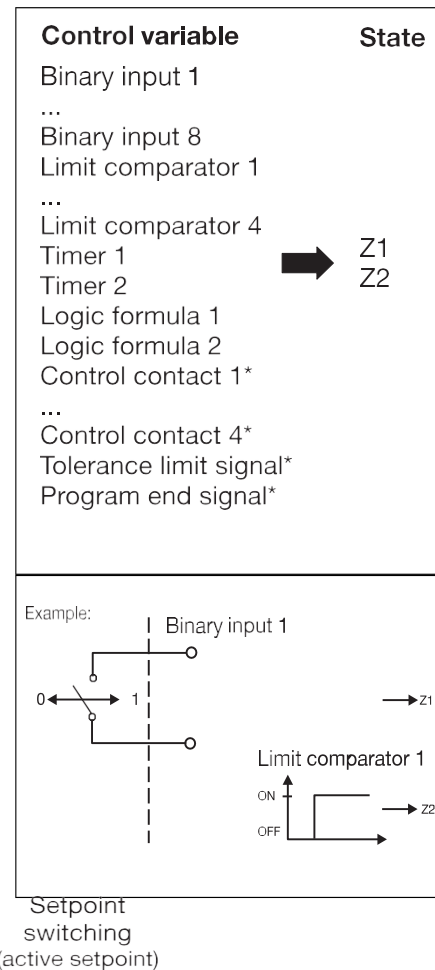 Control variable State
Binary input 1
...
Binary input 8
Limit comparator 1
...
Limit comparator 4
Timer 1 Z1
Timer 2 Z2
Logic formula 1
Logic formula 2
Control contact 1*
...
Control contact 4*
Tolerance limit signal*
Program end signal*
Example:
Binary input 1
0 1
Z1
Limit comparator 1
ON
Z2
OFF
Setpoint
switching
(active setpoint)